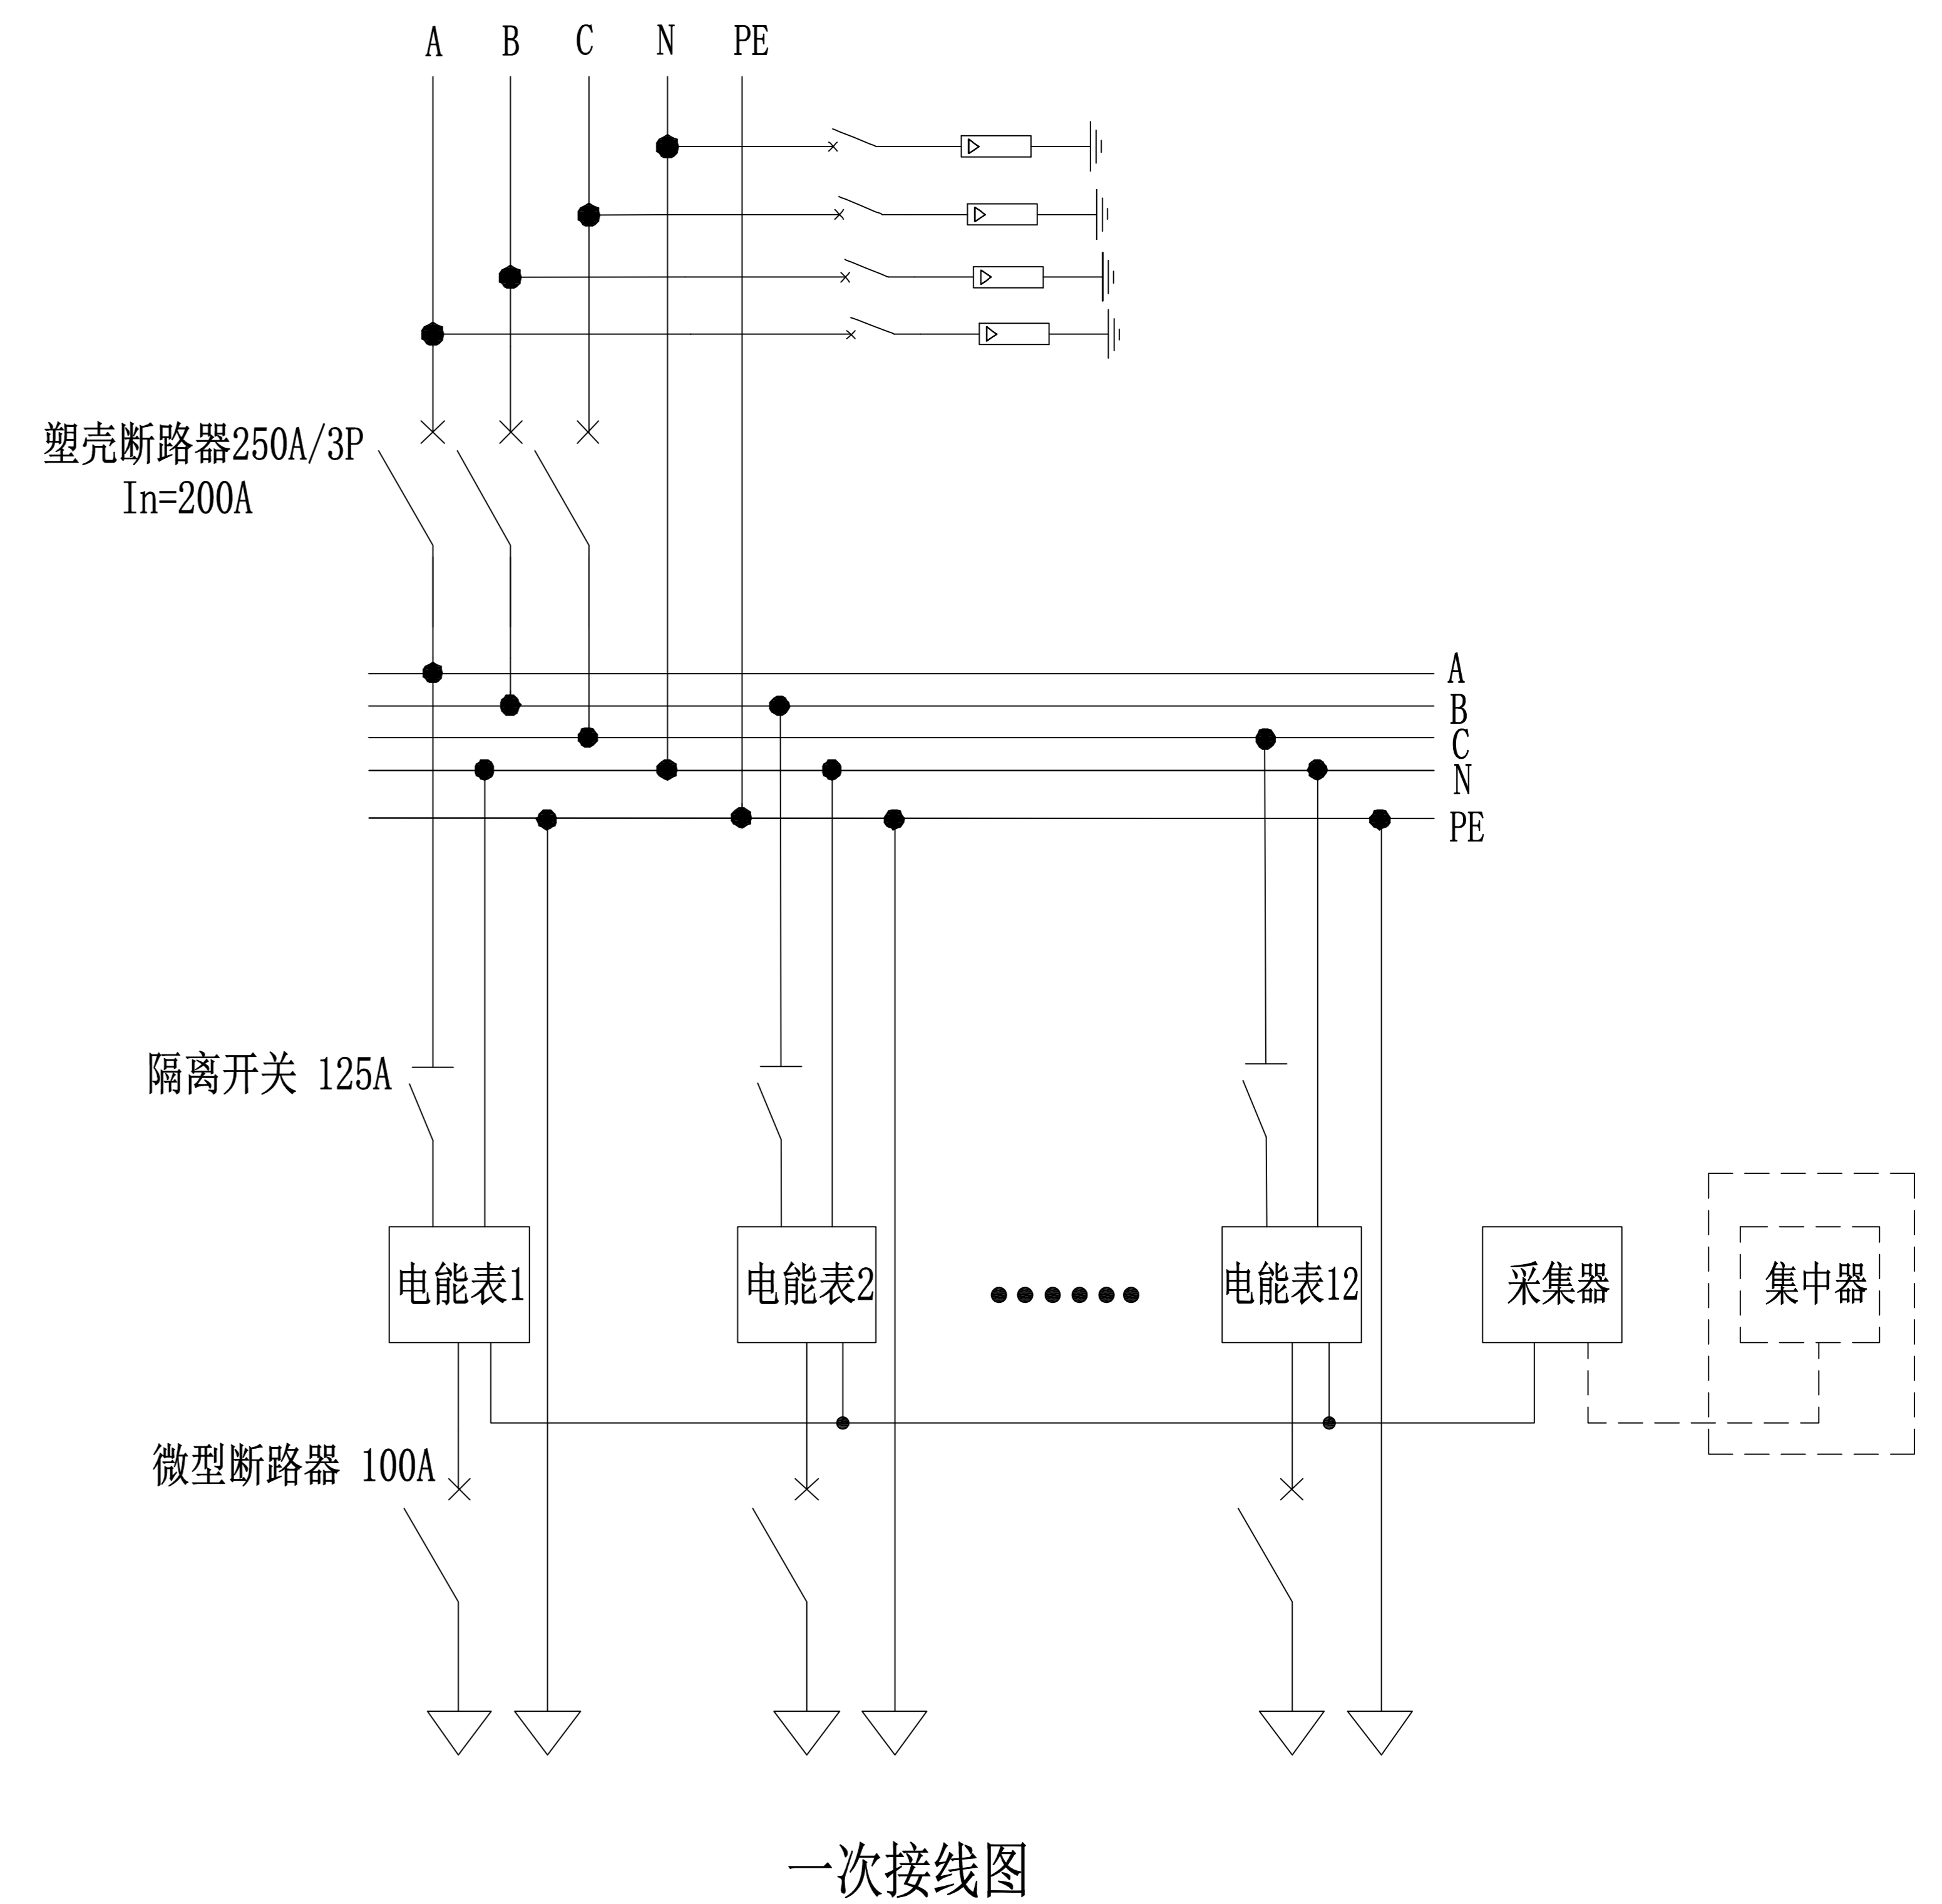 A B C N PE
塑壳断路器250A/3P
In=200A
A
B
C
N
PE
隔离开关 125A
电能表1 电能表2 电能表12 采集器 集中器
微型断路器 100A
一次接线图